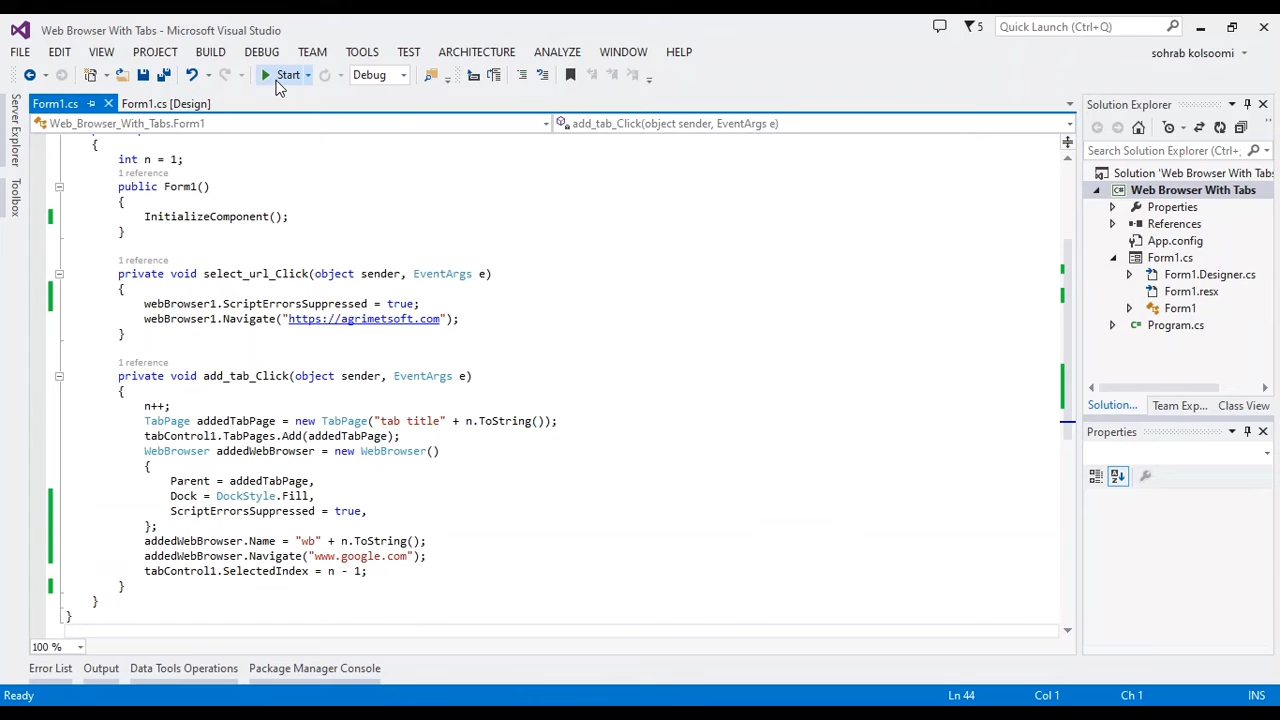 Web Browser With Tabs - Microsoft Visual Studio
5
Quick Launch (Ctrl+Q)
FILE EDIT VIEW PROJECT BUILD DEBUG TEAM TOOLS TEST ARCHITECTURE ANALYZE WINDOW HELP
sohrab kolsoomi
Start Debug
Server Explorer
Toolbox
Form1.cs Form1.cs [Design]
Web_Browser_With_Tabs.Form1 add_tab_Click(object sender, EventArgs e)
{
int n = 1;
1 reference
public Form1()
{
InitializeComponent();
}
1 reference
private void select_url_Click(object sender, EventArgs e)
{
webBrowser1.ScriptErrorsSuppressed = true;
webBrowser1.Navigate("https://agrimetsoft.com");
}
1 reference
private void add_tab_Click(object sender, EventArgs e)
{
n++;
TabPage addedTabPage = new TabPage("tab title" + n.ToString());
tabControl1.TabPages.Add(addedTabPage);
WebBrowser addedWebBrowser = new WebBrowser()
{
Parent = addedTabPage,
Dock = DockStyle.Fill,
ScriptErrorsSuppressed = true,
};
addedWebBrowser.Name = "wb" + n.ToString();
addedWebBrowser.Navigate("www.google.com");
tabControl1.SelectedIndex = n - 1;
}
}
}
100 %
Solution Explorer
Search Solution Explorer (Ctrl+;
Solution 'Web Browser With Tabs
C# Web Browser With Tabs
Properties
References
App.config
Form1.cs
Form1.Designer.cs
Form1.resx
Form1
C# Program.cs
Solution... Team Exp... Class View
Properties
Error List Output Data Tools Operations Package Manager Console
Ready Ln 44 Col 1 Ch 1 INS